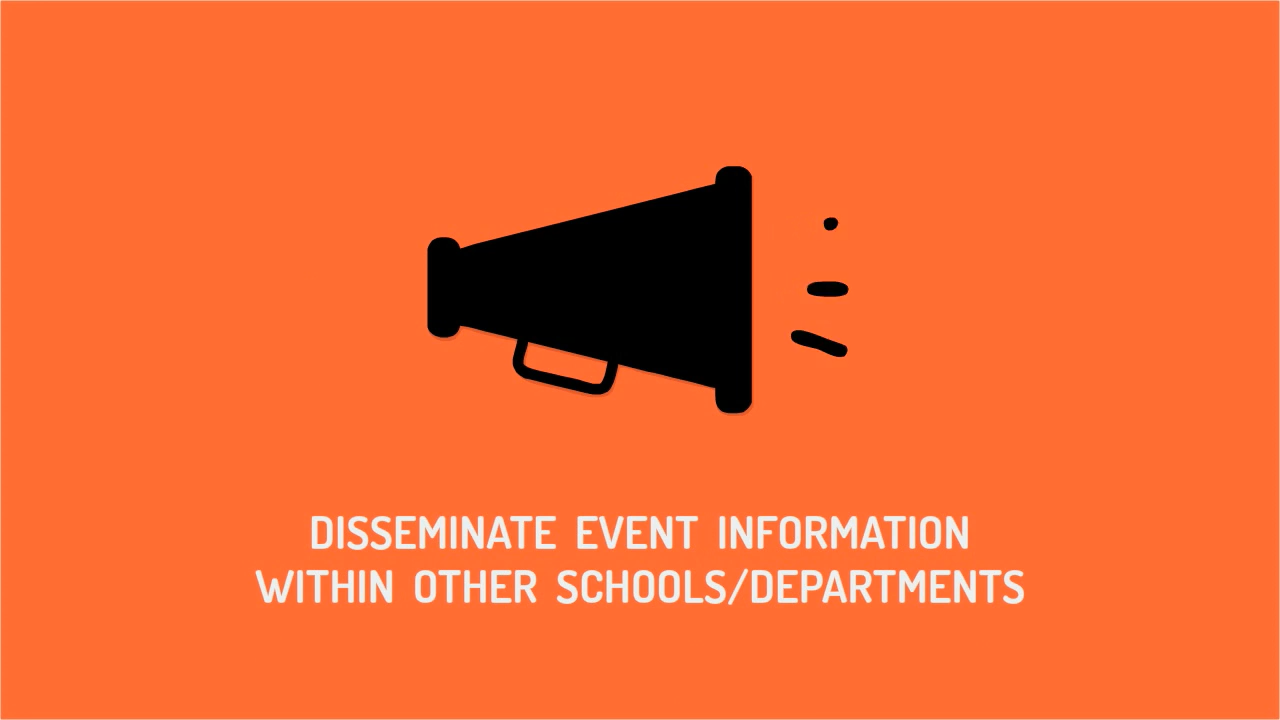 DISSEMINATE EVENT INFORMATION
WITHIN OTHER SCHOOLS/DEPARTMENTS